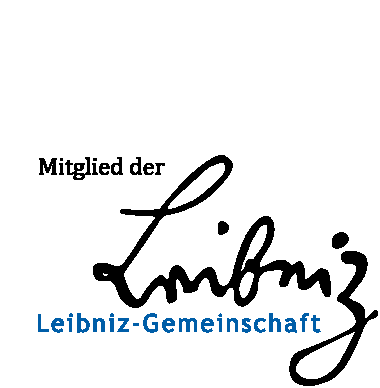 Mitglied der
Leibniz
Leibniz-Gemeinschaft